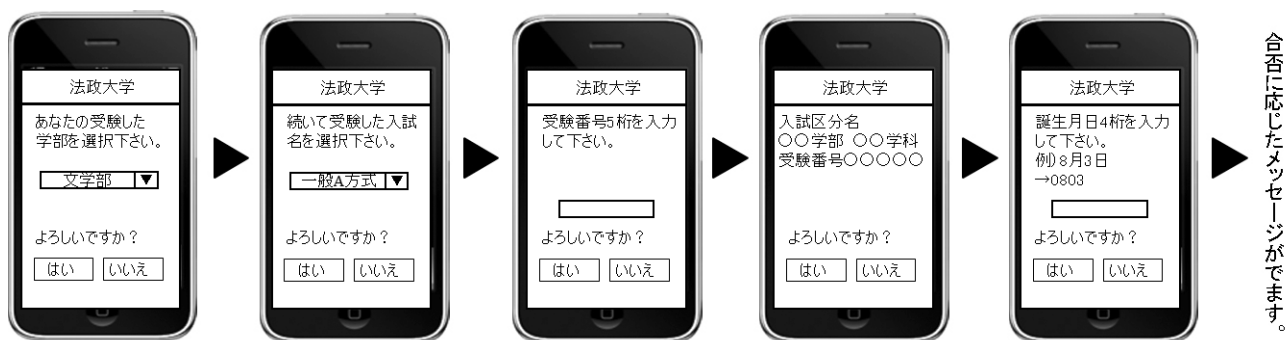 法政大学
あなたの受験した
学部を選択下さい。
文学部 ▼
よろしいですか？
はい いいえ
法政大学
続いて受験した入試
名を選択下さい。
一般A方式 ▼
よろしいですか？
はい いいえ
法政大学
受験番号5桁を入力
して下さい。
よろしいですか？
はい いいえ
法政大学
入試区分名
○○学部 ○○学科
受験番号○○○○○
よろしいですか？
はい いいえ
法政大学
誕生月日4桁を入力
して下さい。
例)8月3日
→0803
よろしいですか？
はい いいえ
合否に応じたメッセージがでます。